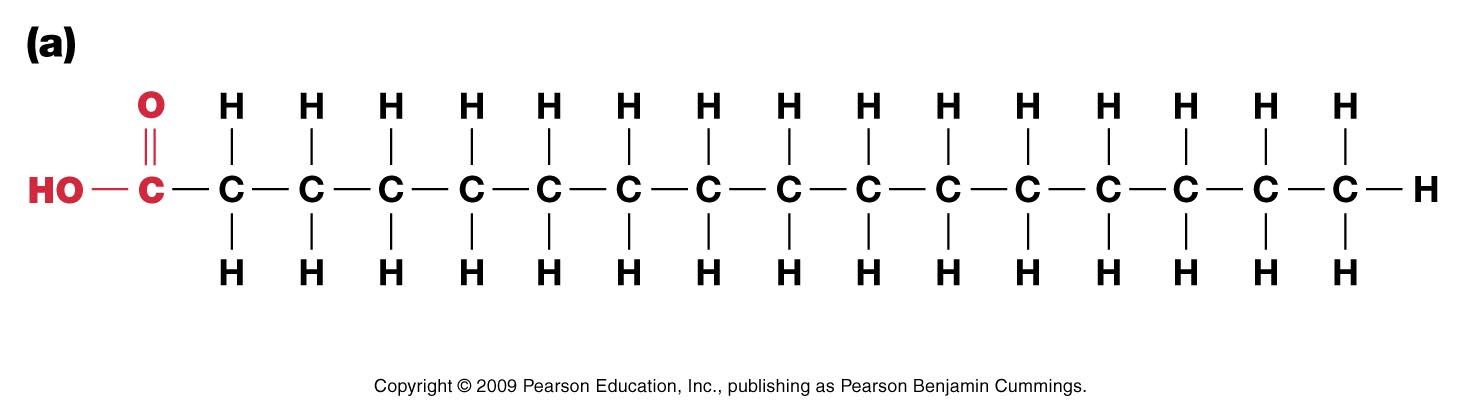 (a)
O H H H H H H H H H H H H H H H
HO C C C C C C C C C C C C C C C C H
H H H H H H H H H H H H H H H
Copyright © 2009 Pearson Education, Inc., publishing as Pearson Benjamin Cummings.